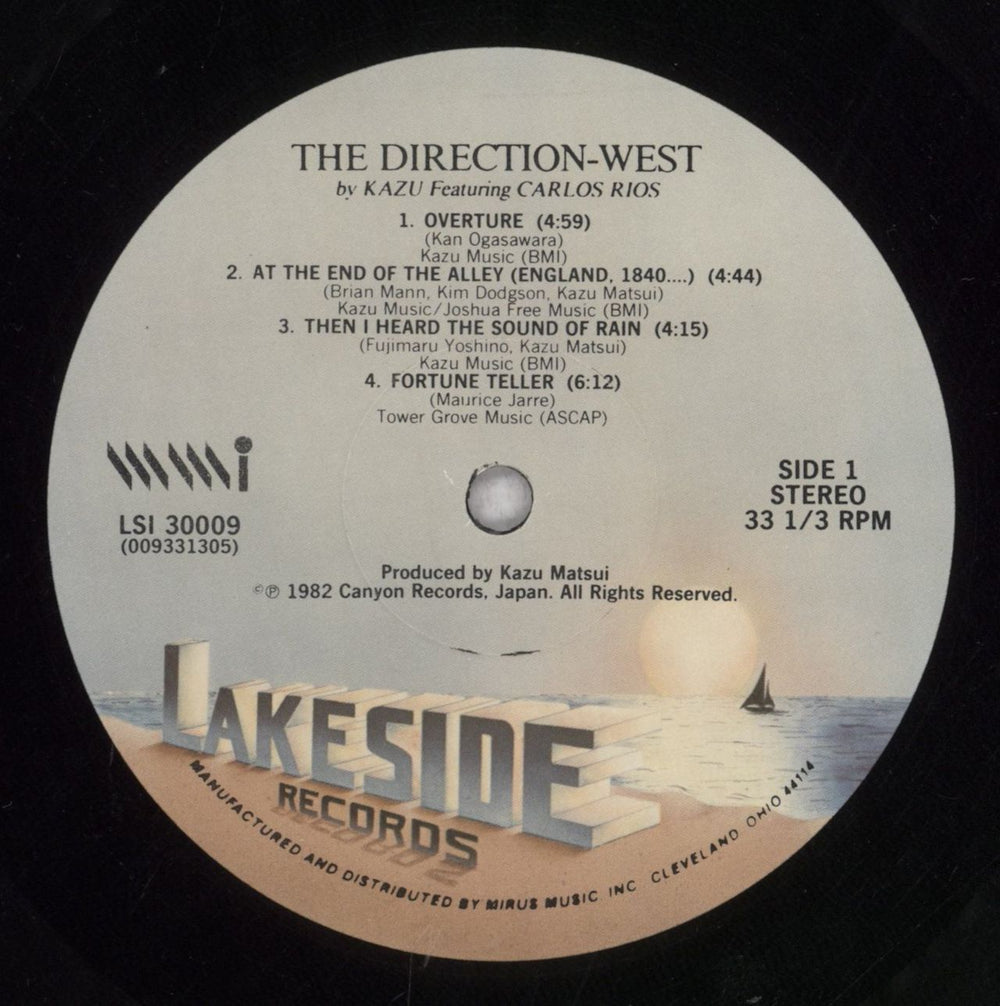 THE DIRECTION-WEST
by KAZU Featuring CARLOS RIOS
1. OVERTURE (4:59)
(Kan Ogasawara)
Kazu Music (BMI)
2. AT THE END OF THE ALLEY (ENGLAND, 1840....) (4:44)
(Brian Mann, Kim Dodgson, Kazu Matsui)
Kazu Music/Joshua Free Music (BMI)
3. THEN I HEARD THE SOUND OF RAIN (4:15)
(Fujimaru Yoshino, Kazu Matsui)
Kazu Music (BMI)
4. FORTUNE TELLER (6:12)
(Maurice Jarre)
Tower Grove Music (ASCAP)
MMi
LSI 30009
(009331305)
SIDE 1
STEREO
33 1/3 RPM
Produced by Kazu Matsui
©℗ 1982 Canyon Records, Japan. All Rights Reserved.
LAKESIDE
RECORDS
MANUFACTURED AND DISTRIBUTED BY MIRUS MUSIC INC CLEVELAND OHIO 44114